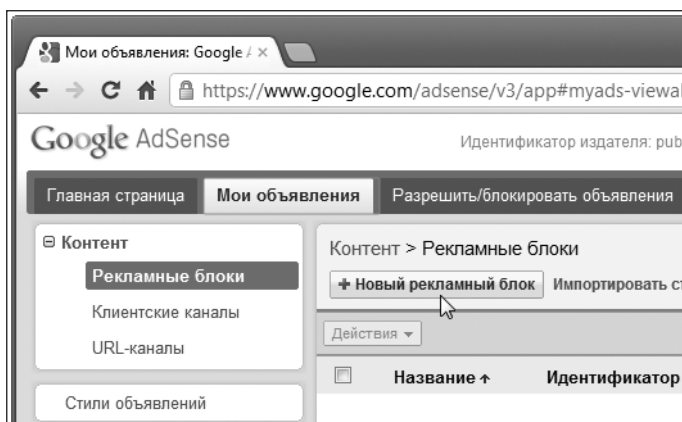 Мои объявления: Google A
https://www.google.com/adsense/v3/app#myads-viewal
Google AdSense
Идентификатор издателя: pub
Главная страница Мои объявления Разрешить/блокировать объявления
Контент
Рекламные блоки
Клиентские каналы
URL-каналы
Стили объявлений
Контент > Рекламные блоки
+ Новый рекламный блок Импортировать ст
Действия
Название ↑ Идентификатор